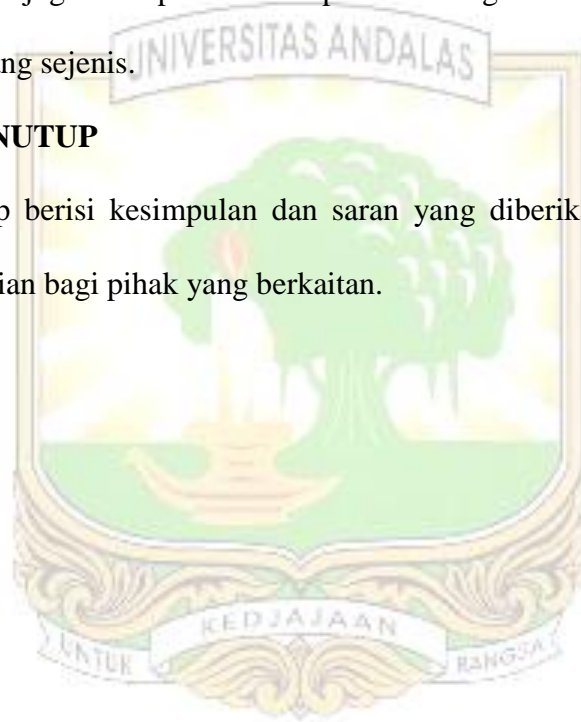 UNIVERSITAS ANDALAS
ng sejenis.
NUTUP
p berisi kesimpulan dan saran yang diberik
ian bagi pihak yang berkaitan.
UNTUK KEDJAJAAN BANGSA